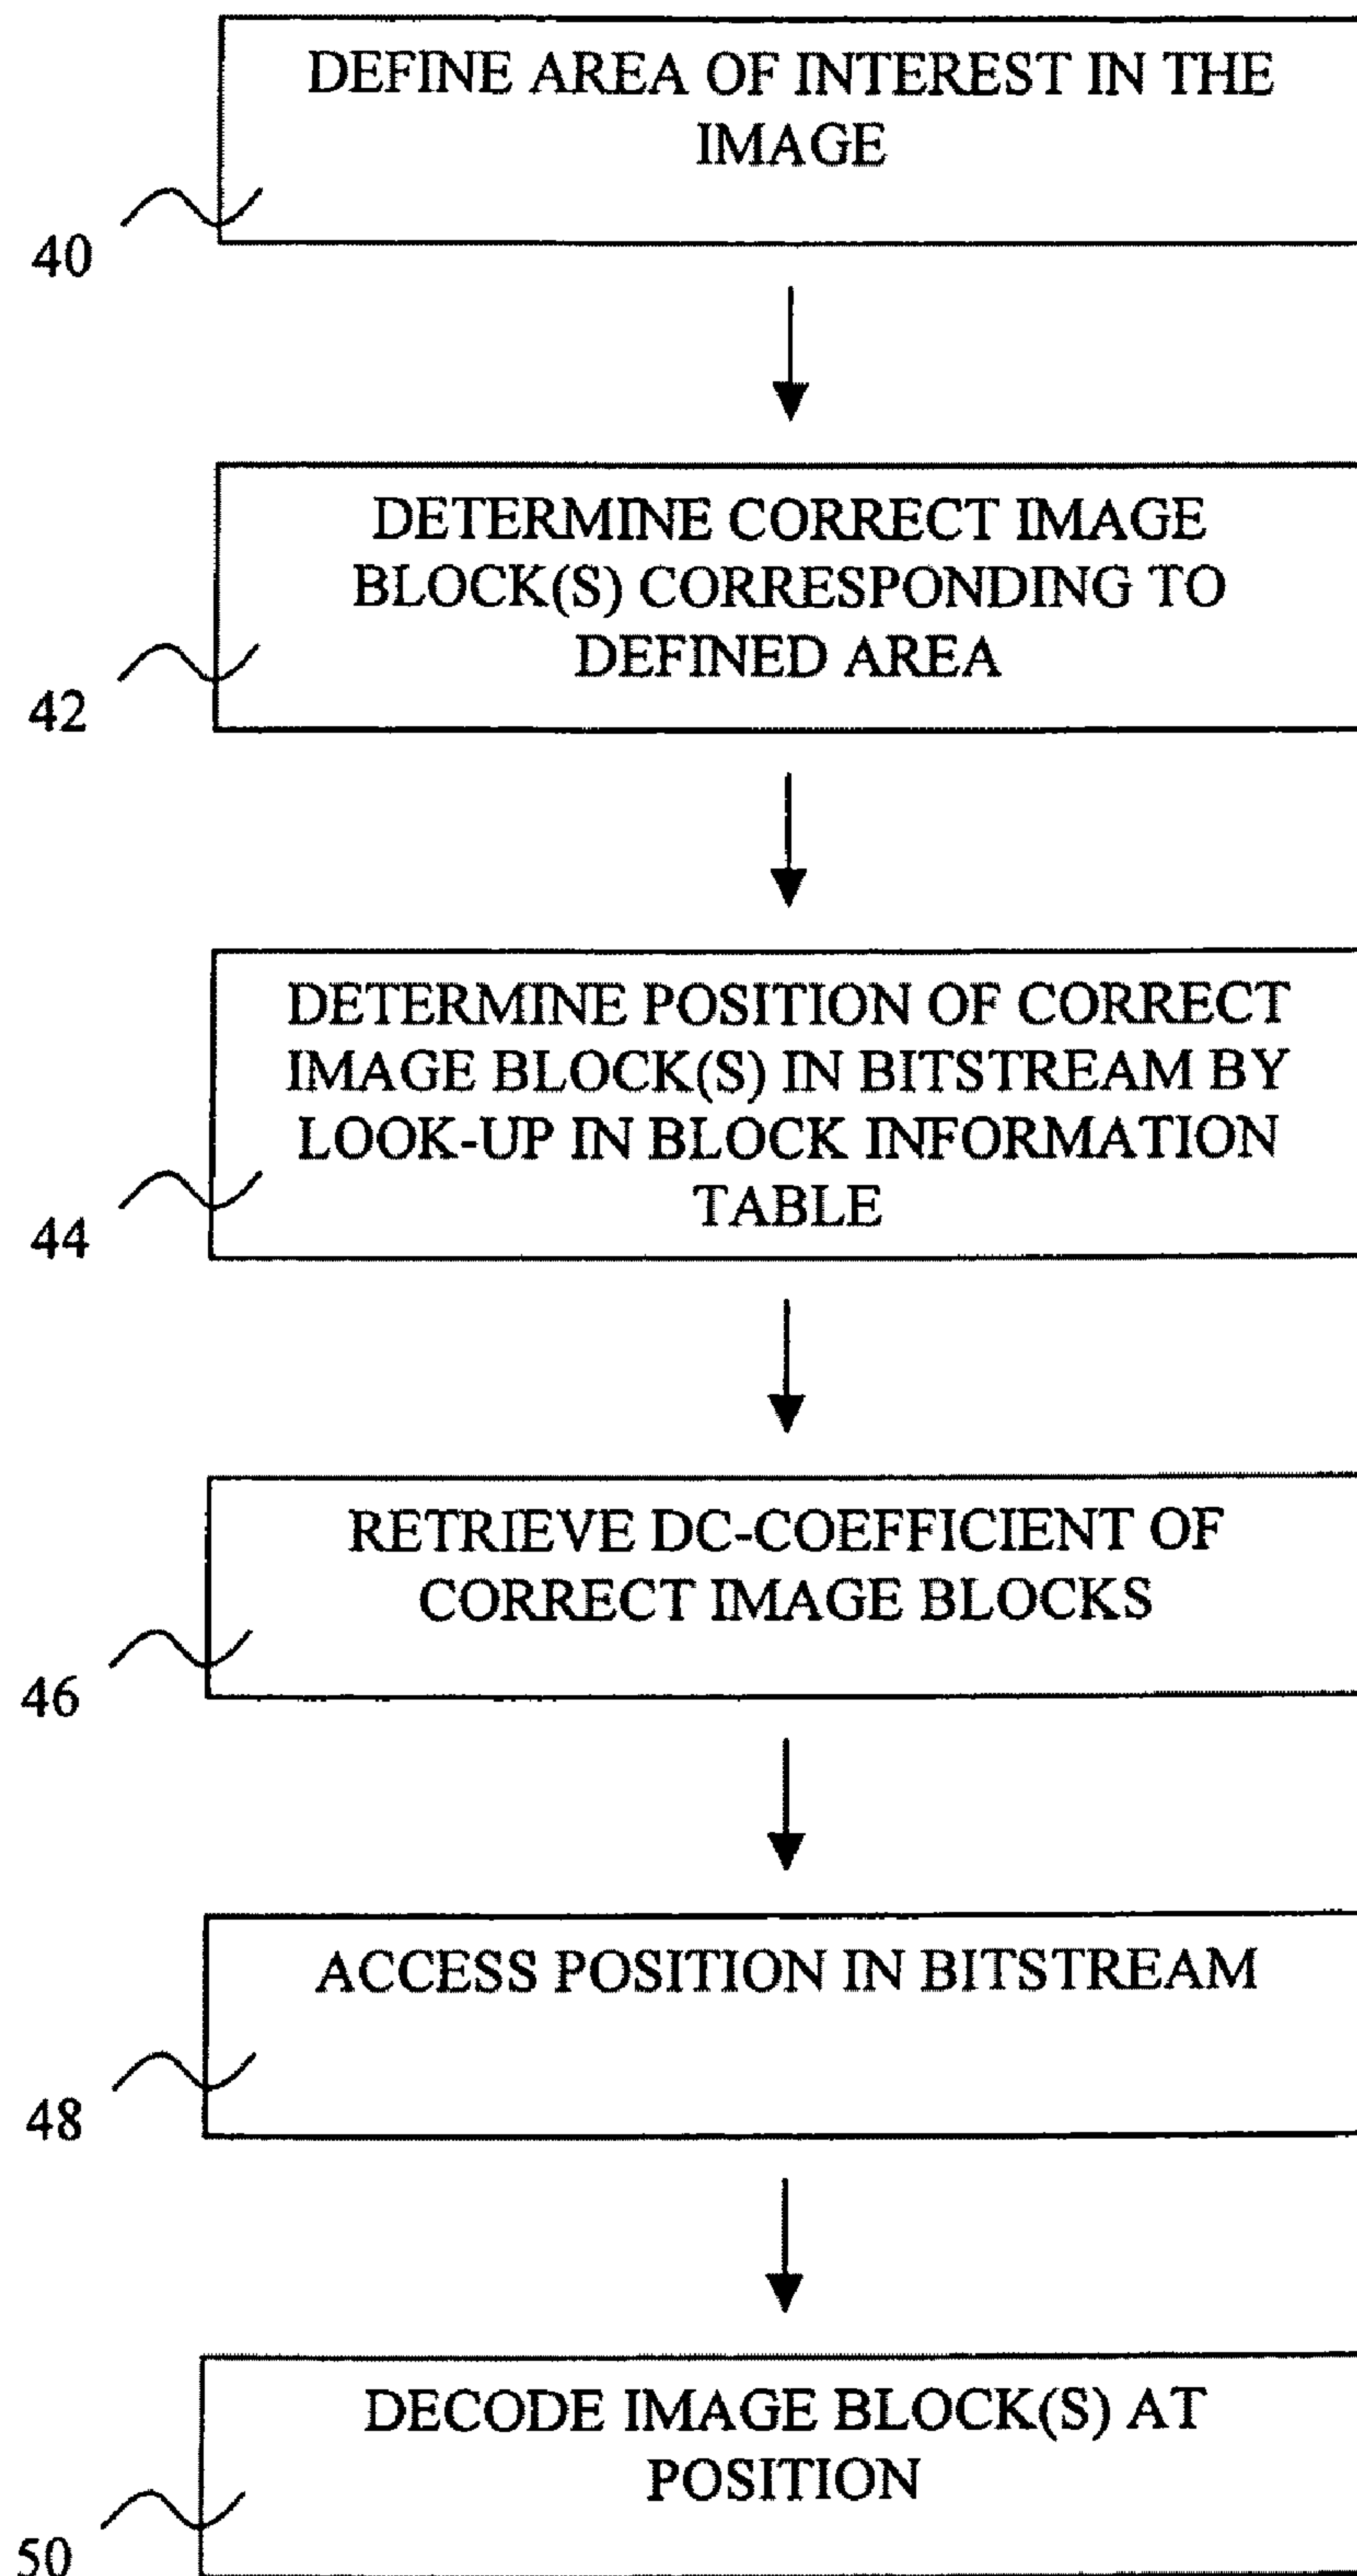 DEFINE AREA OF INTEREST IN THE
IMAGE
40
DETERMINE CORRECT IMAGE
BLOCK(S) CORRESPONDING TO
DEFINED AREA
42
DETERMINE POSITION OF CORRECT
IMAGE BLOCK(S) IN BITSTREAM BY
LOOK-UP IN BLOCK INFORMATION
TABLE
44
RETRIEVE DC-COEFFICIENT OF
CORRECT IMAGE BLOCKS
46
ACCESS POSITION IN BITSTREAM
48
DECODE IMAGE BLOCK(S) AT
POSITION
50